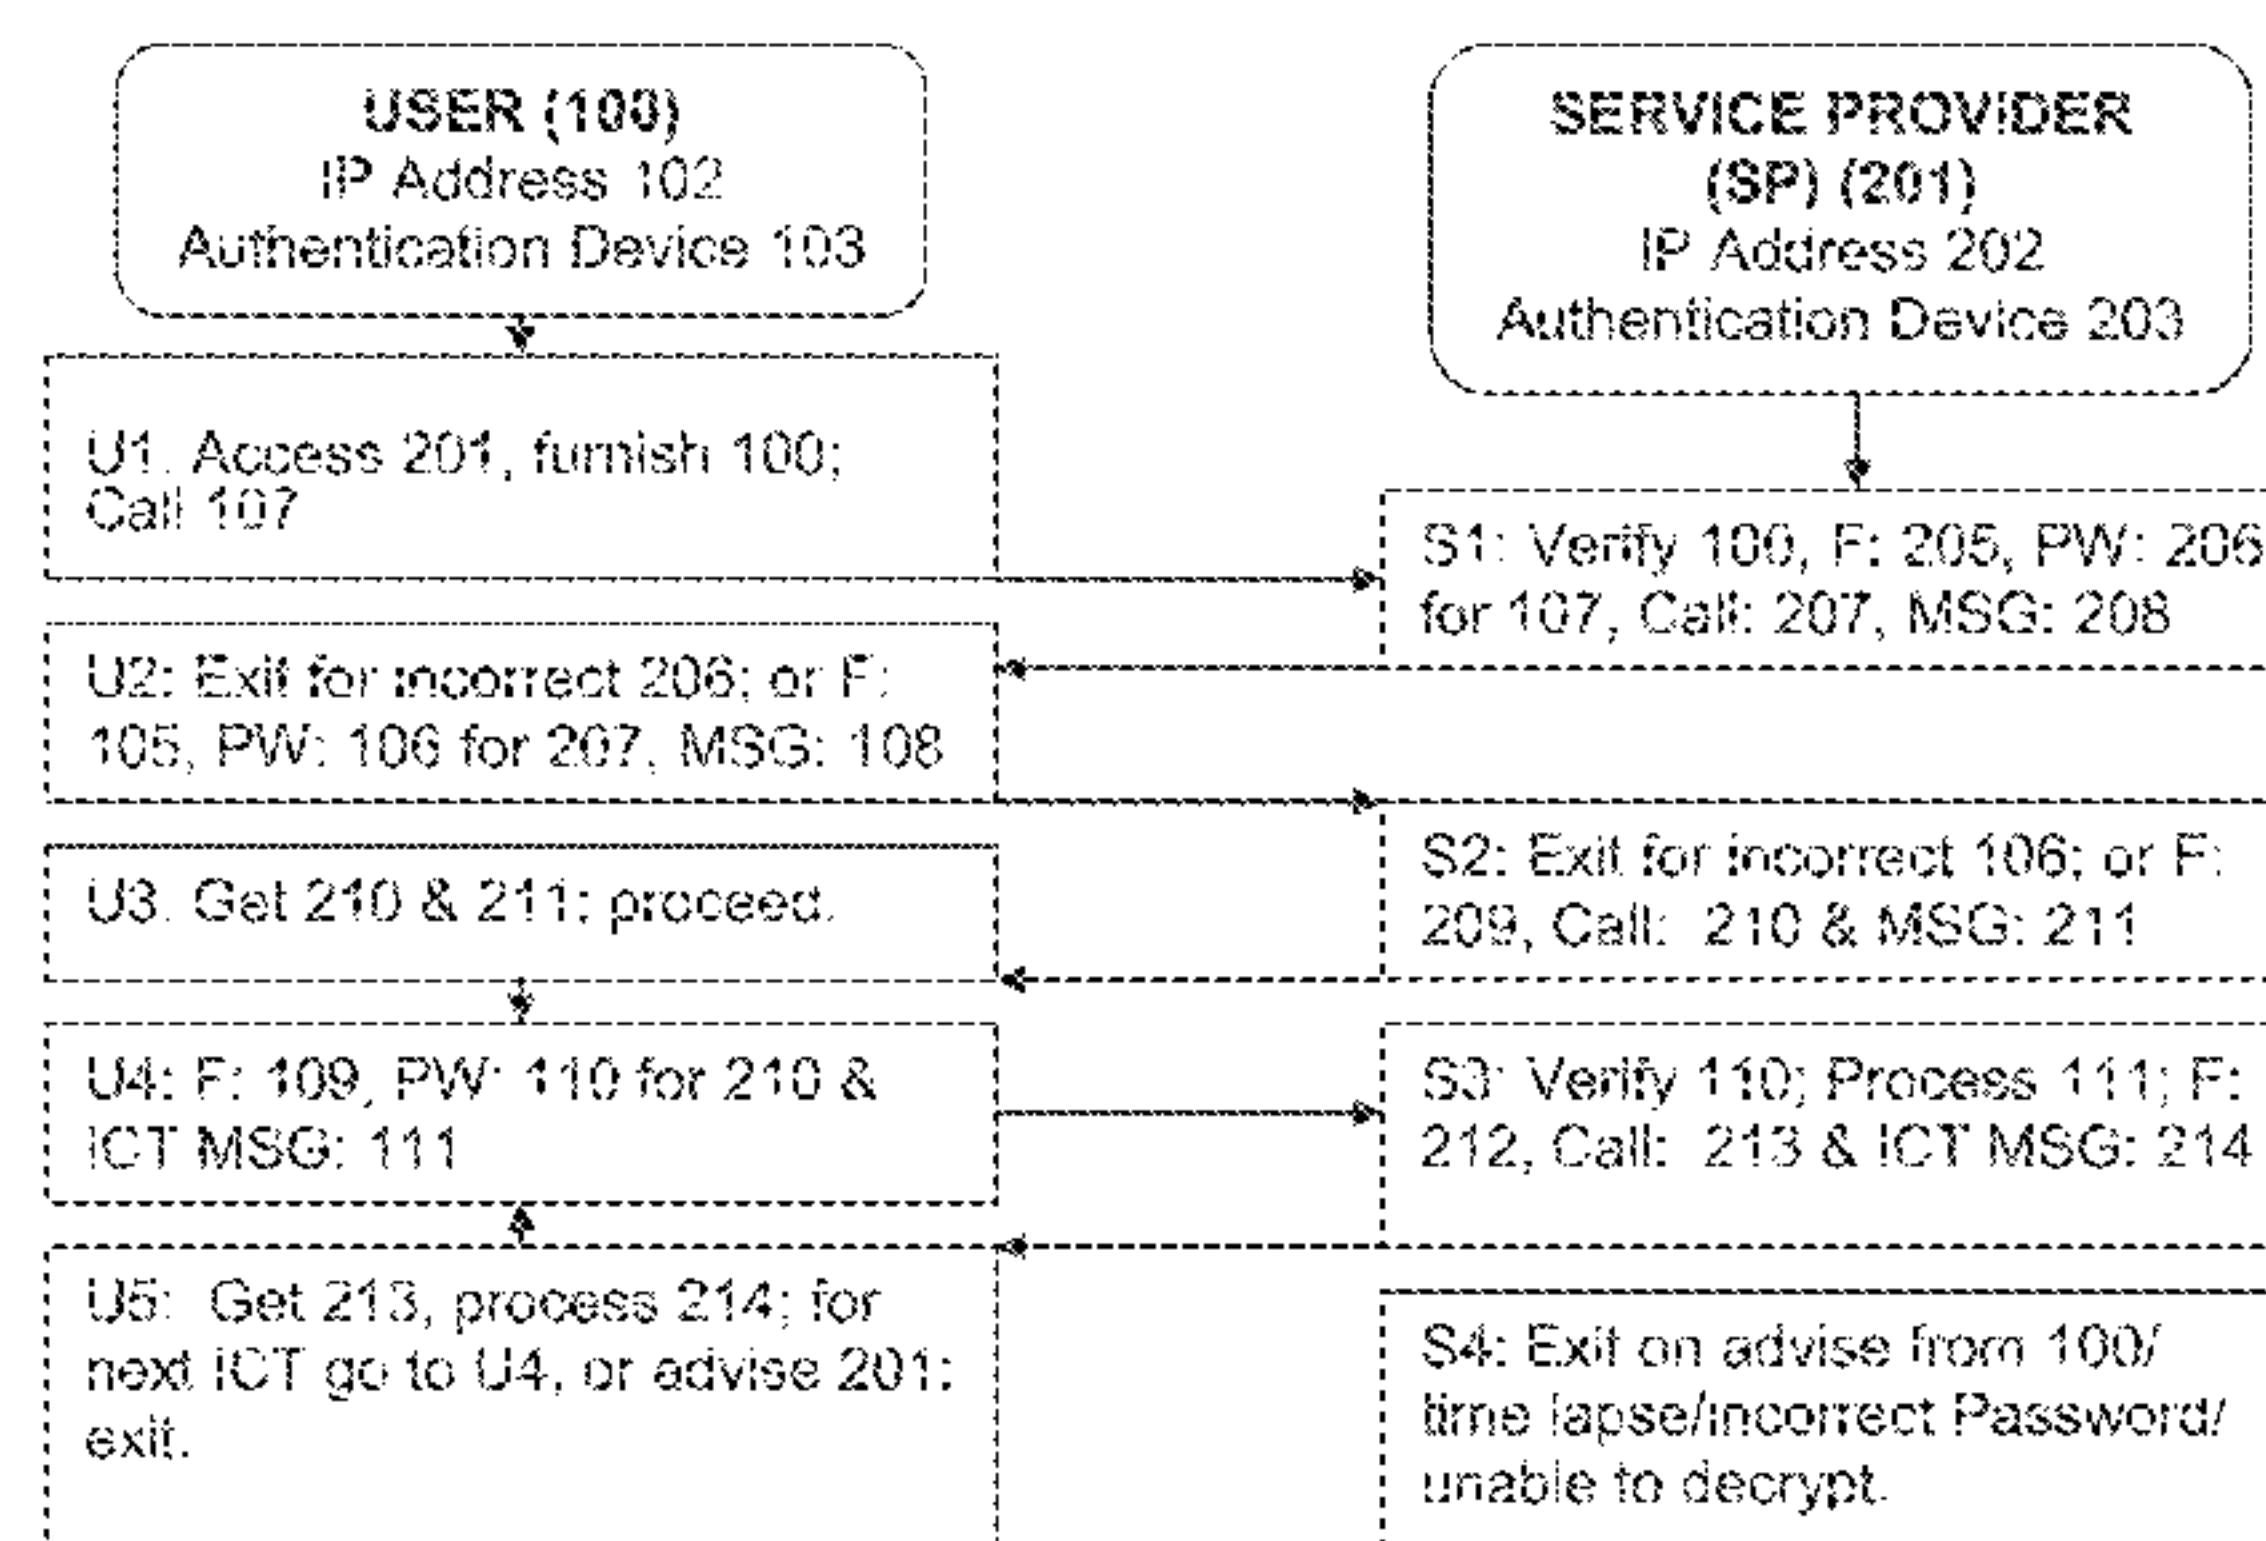 USER (100)
IP Address 102
Authentication Device 103
SERVICE PROVIDER
(SP) (201)
IP Address 202
Authentication Device 203
U1. Access 201, furnish 100;
Call 107
S1: Verify 100, F: 205, PW: 206
for 107, Call: 207, MSG: 208
U2: Exit for incorrect 206; or F:
105, PW: 106 for 207, MSG: 108
S2: Exit for incorrect 106; or F:
209, Call: 210 & MSG: 211
U3. Get 210 & 211; proceed.
U4: F: 109, PW: 110 for 210 &
ICT MSG: 111
S3: Verify 110; Process 111; F:
212, Call: 213 & ICT MSG: 214
U5: Get 213, process 214; for
next ICT go to U4, or advise 201;
exit.
S4: Exit on advise from 100/
time lapse/incorrect Password/
unable to decrypt.